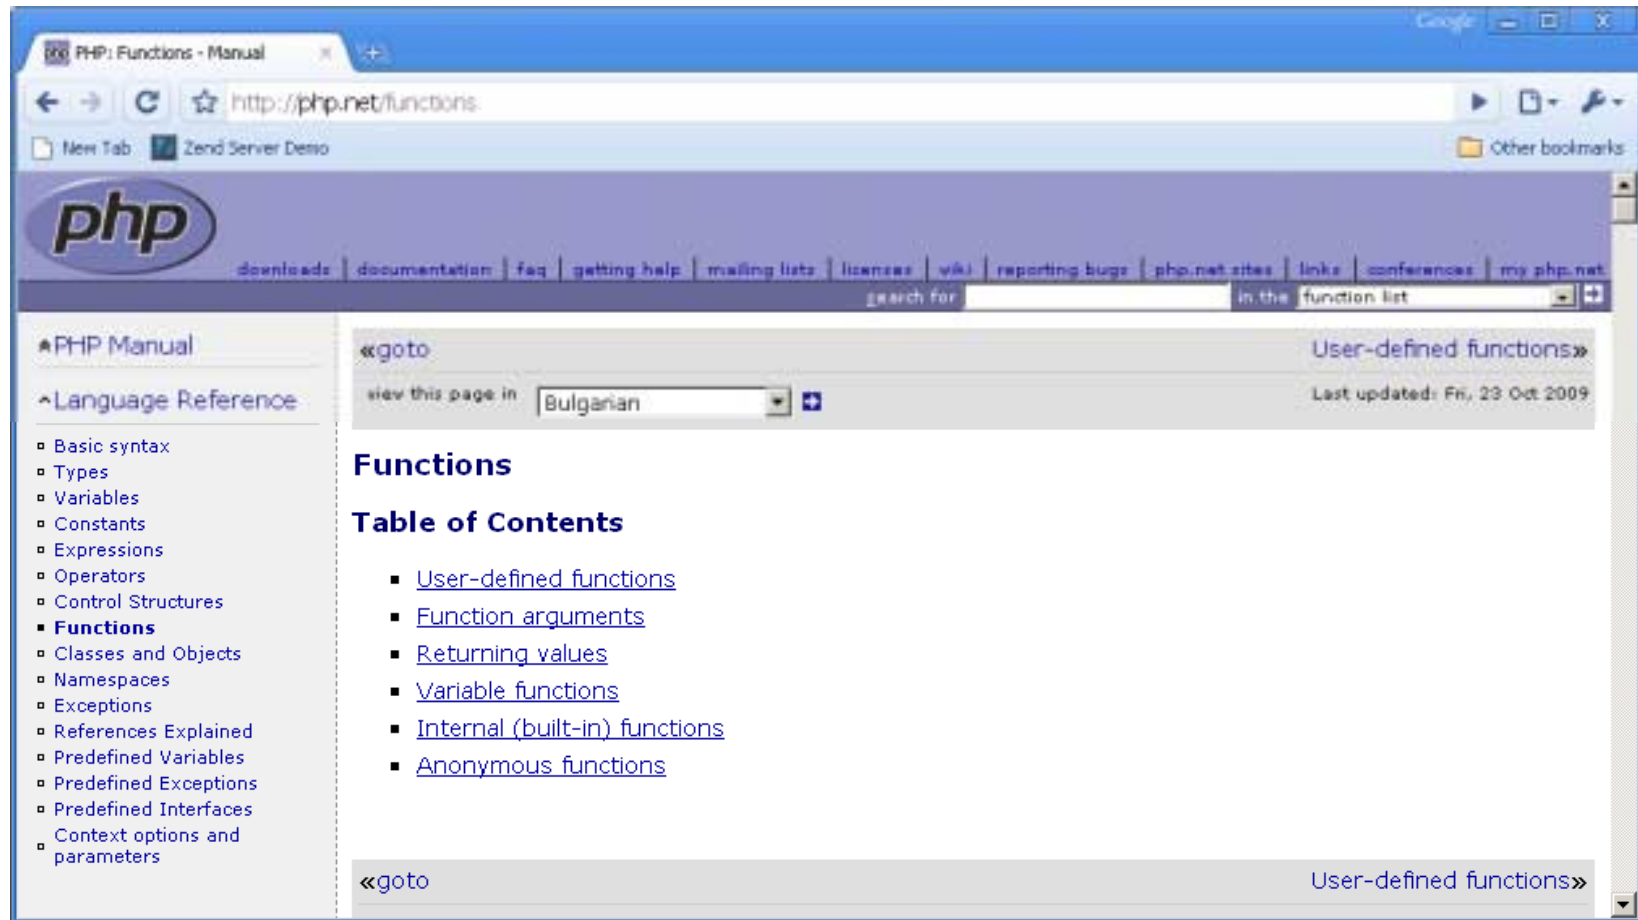 Google
php PHP: Functions - Manual
http://php.net/functions
New Tab Zend Server Demo Other bookmarks
php
downloads | documentation | faq | getting help | mailing lists | licenses | wiki | reporting bugs | php.net sites | links | conferences | my php.net
search for in the function list
PHP Manual
Language Reference
Basic syntax
Types
Variables
Constants
Expressions
Operators
Control Structures
Functions
Classes and Objects
Namespaces
Exceptions
References Explained
Predefined Variables
Predefined Exceptions
Predefined Interfaces
Context options and
parameters
«goto User-defined functions»
view this page in Bulgarian Last updated: Fri, 23 Oct 2009
Functions
Table of Contents
User-defined functions
Function arguments
Returning values
Variable functions
Internal (built-in) functions
Anonymous functions
«goto User-defined functions»